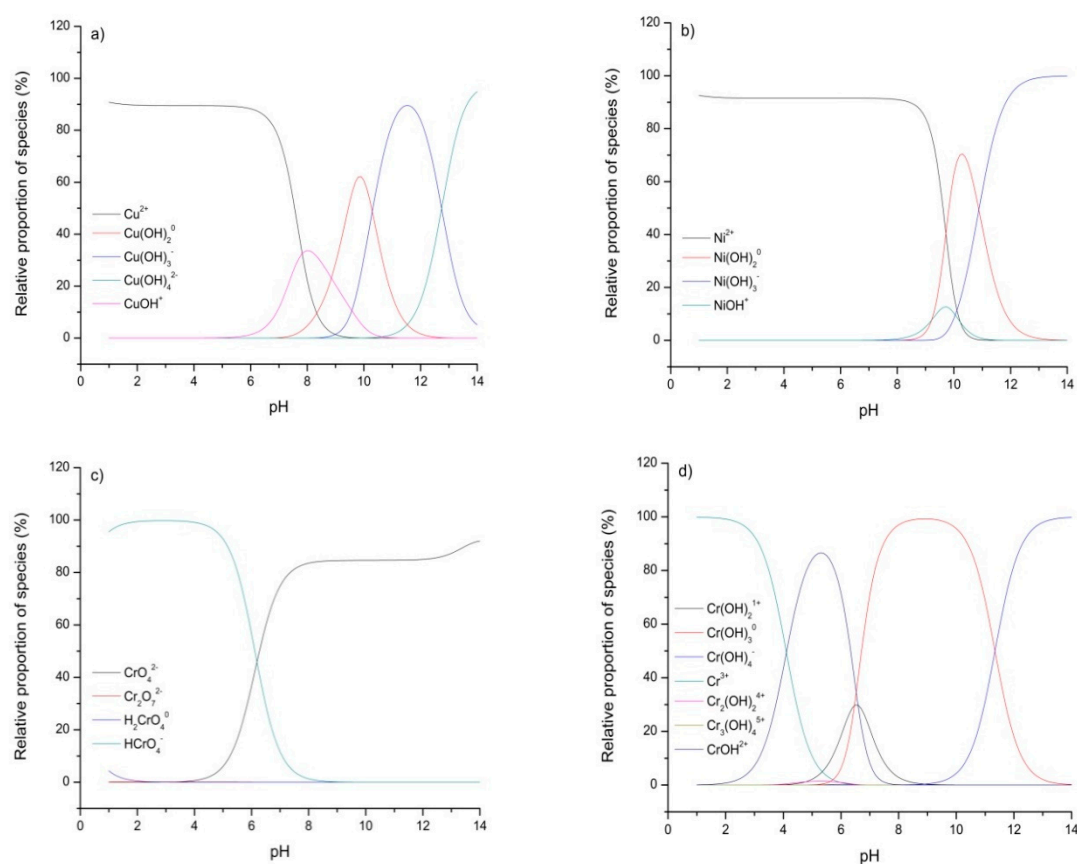 a)
Relative proportion of species (%)
120
100
80
60
40
20
0
Cu²⁺
Cu(OH)₂⁰
Cu(OH)₃⁻
Cu(OH)₄²⁻
CuOH⁺
0 2 4 6 8 10 12 14
pH
b)
Relative proportion of species (%)
120
100
80
60
40
20
0
Ni²⁺
Ni(OH)₂⁰
Ni(OH)₃⁻
NiOH⁺
0 2 4 6 8 10 12 14
pH
c)
Relative proportion of species (%)
120
100
80
60
40
20
0
CrO₄²⁻
Cr₂O₇²⁻
H₂CrO₄⁰
HCrO₄⁻
0 2 4 6 8 10 12 14
pH
d)
Relative proportion of species (%)
120
100
80
60
40
20
0
Cr(OH)₂¹⁺
Cr(OH)₃⁰
Cr(OH)₄⁻
Cr³⁺
Cr₂(OH)₂⁴⁺
Cr₃(OH)₄⁵⁺
CrOH²⁺
0 2 4 6 8 10 12 14
pH